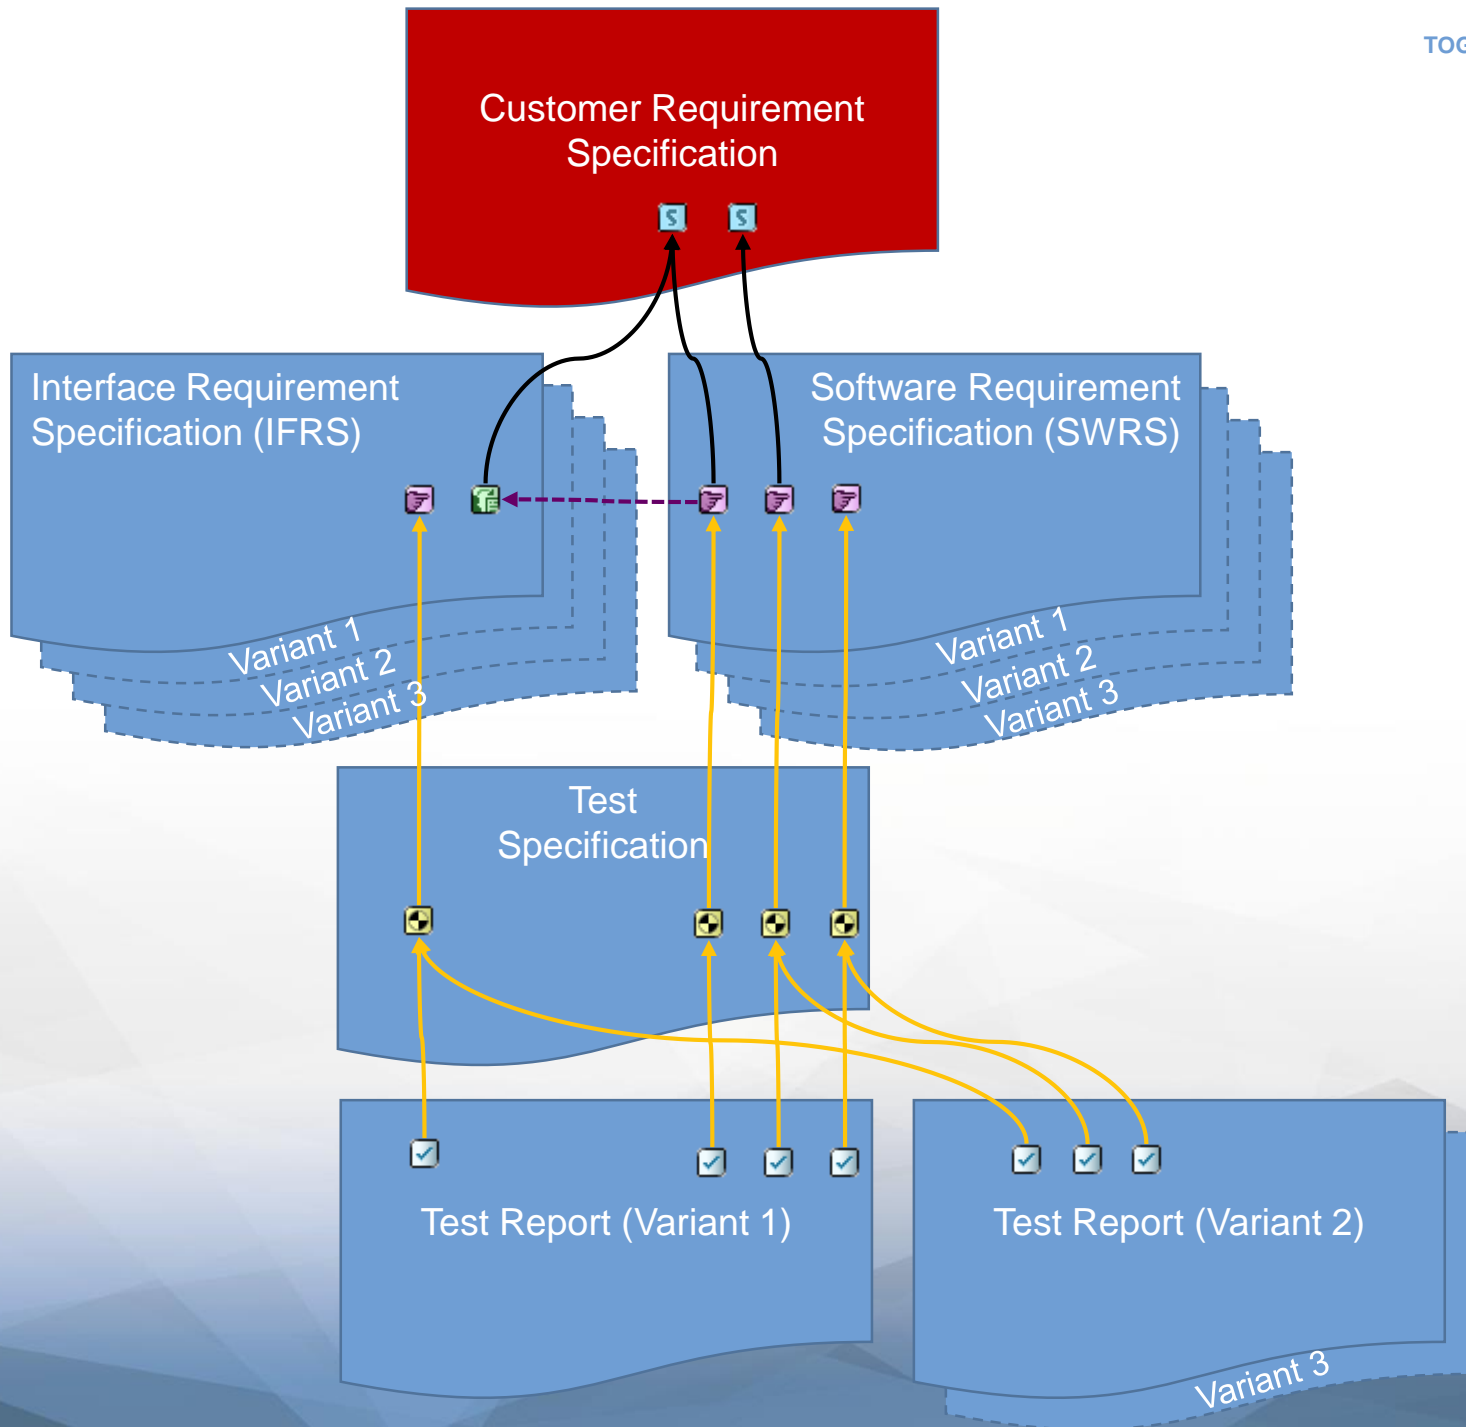 TOG
Customer Requirement
Specification
Interface Requirement
Specification (IFRS)
Variant 1
Variant 2
Variant 3
Software Requirement
Specification (SWRS)
Variant 1
Variant 2
Variant 3
Test
Specification
Test Report (Variant 1)
Test Report (Variant 2)
Variant 3